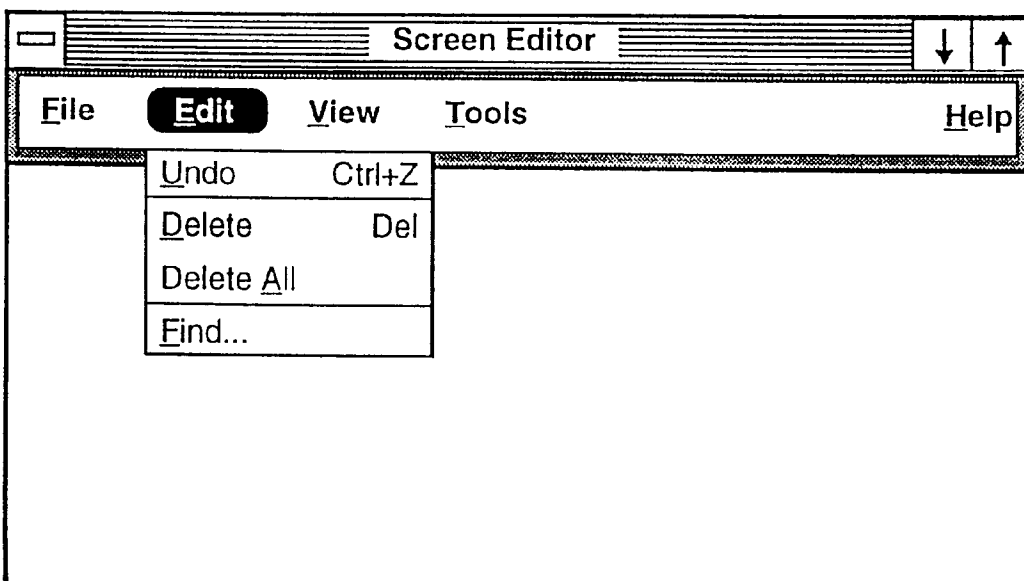 Screen Editor
File Edit View Tools Help
Undo Ctrl+Z
Delete Del
Delete All
Find...